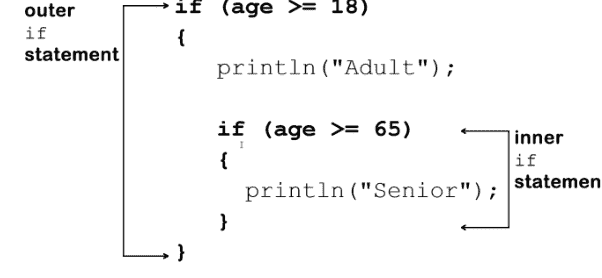 outer
if
statement
if (age >= 18)
{
println("Adult");
if (age >= 65)
{
println("Senior");
}
}
inner
if
statemen